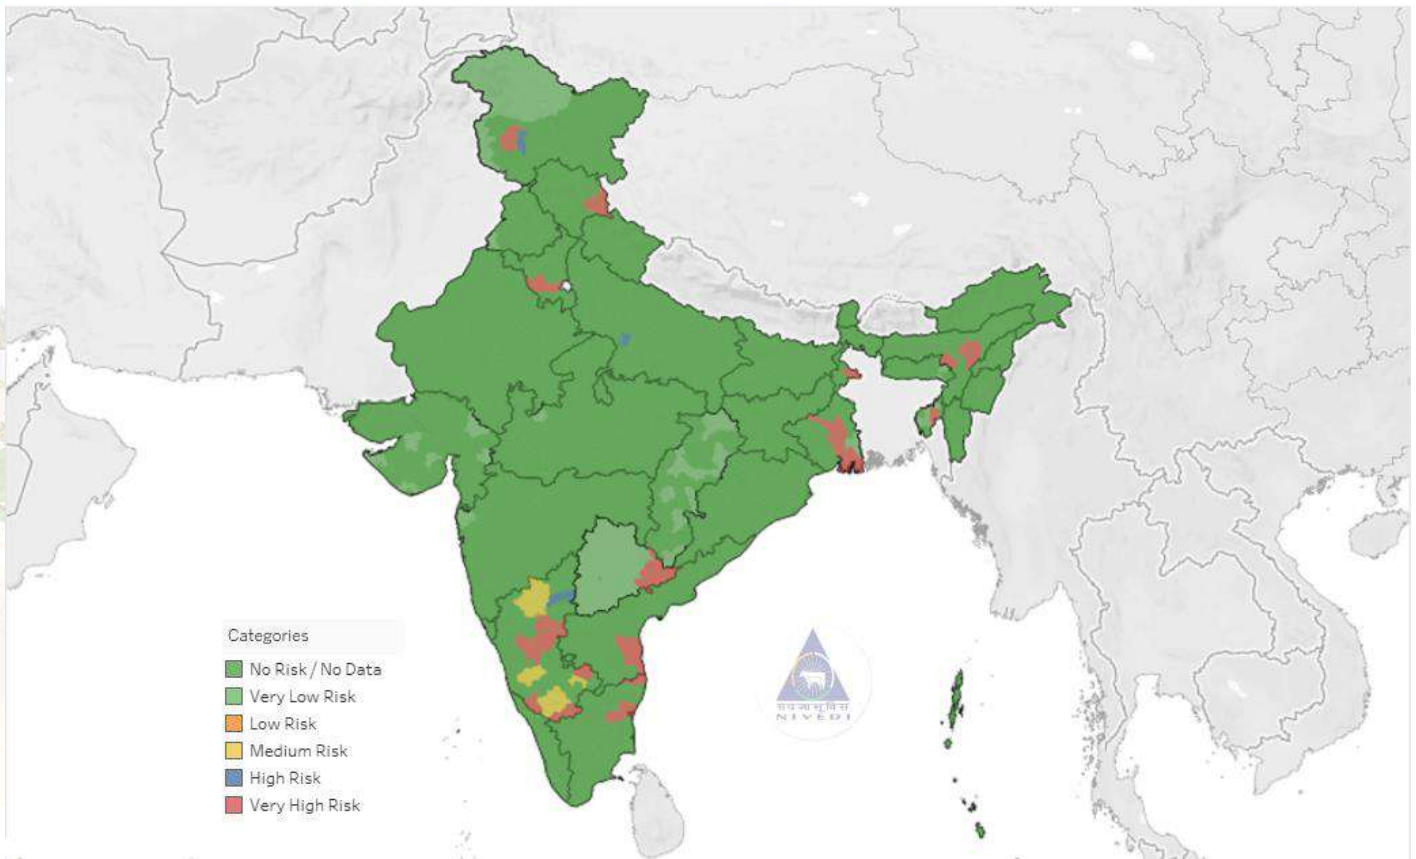 Categories
No Risk / No Data
Very Low Risk
Low Risk
Medium Risk
High Risk
Very High Risk
NIVEDI